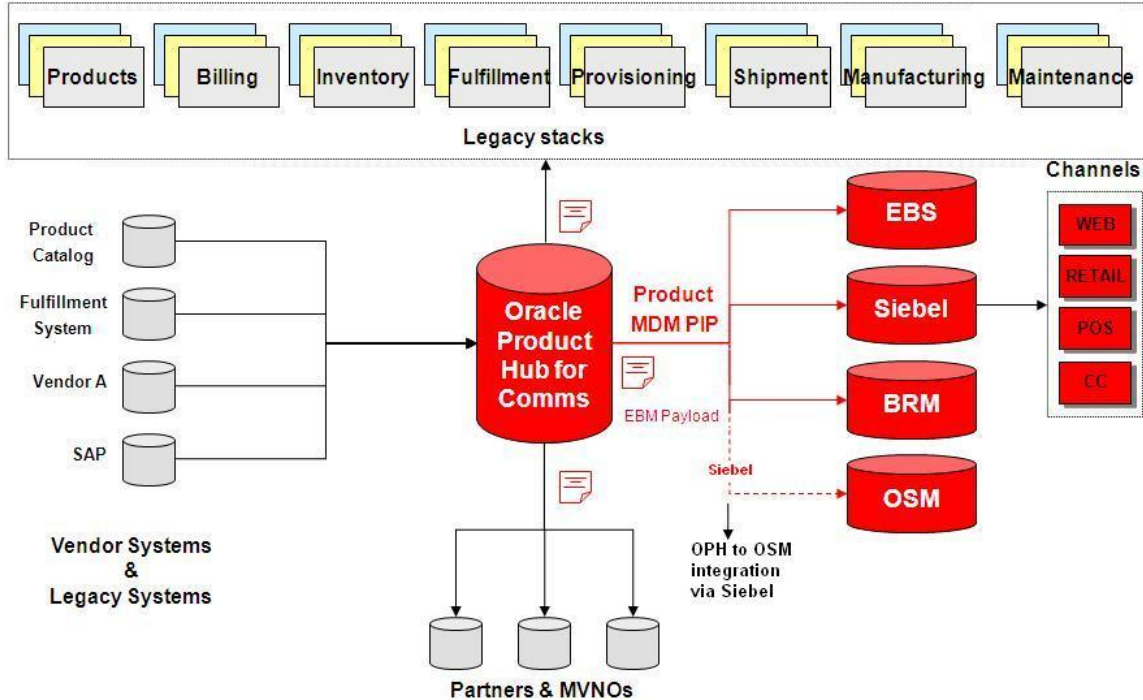 Products
Billing
Inventory
Fulfillment
Provisioning
Shipment
Manufacturing
Maintenance
Legacy stacks
Channels
WEB
RETAIL
POS
CC
Product
Catalog
Fulfillment
System
Vendor A
SAP
Vendor Systems
&
Legacy Systems
Oracle
Product
Hub for
Comms
Product
MDM PIP
EBM Payload
EBS
Siebel
BRM
OSM
Siebel
OPH to OSM
integration
via Siebel
Partners & MVNOs